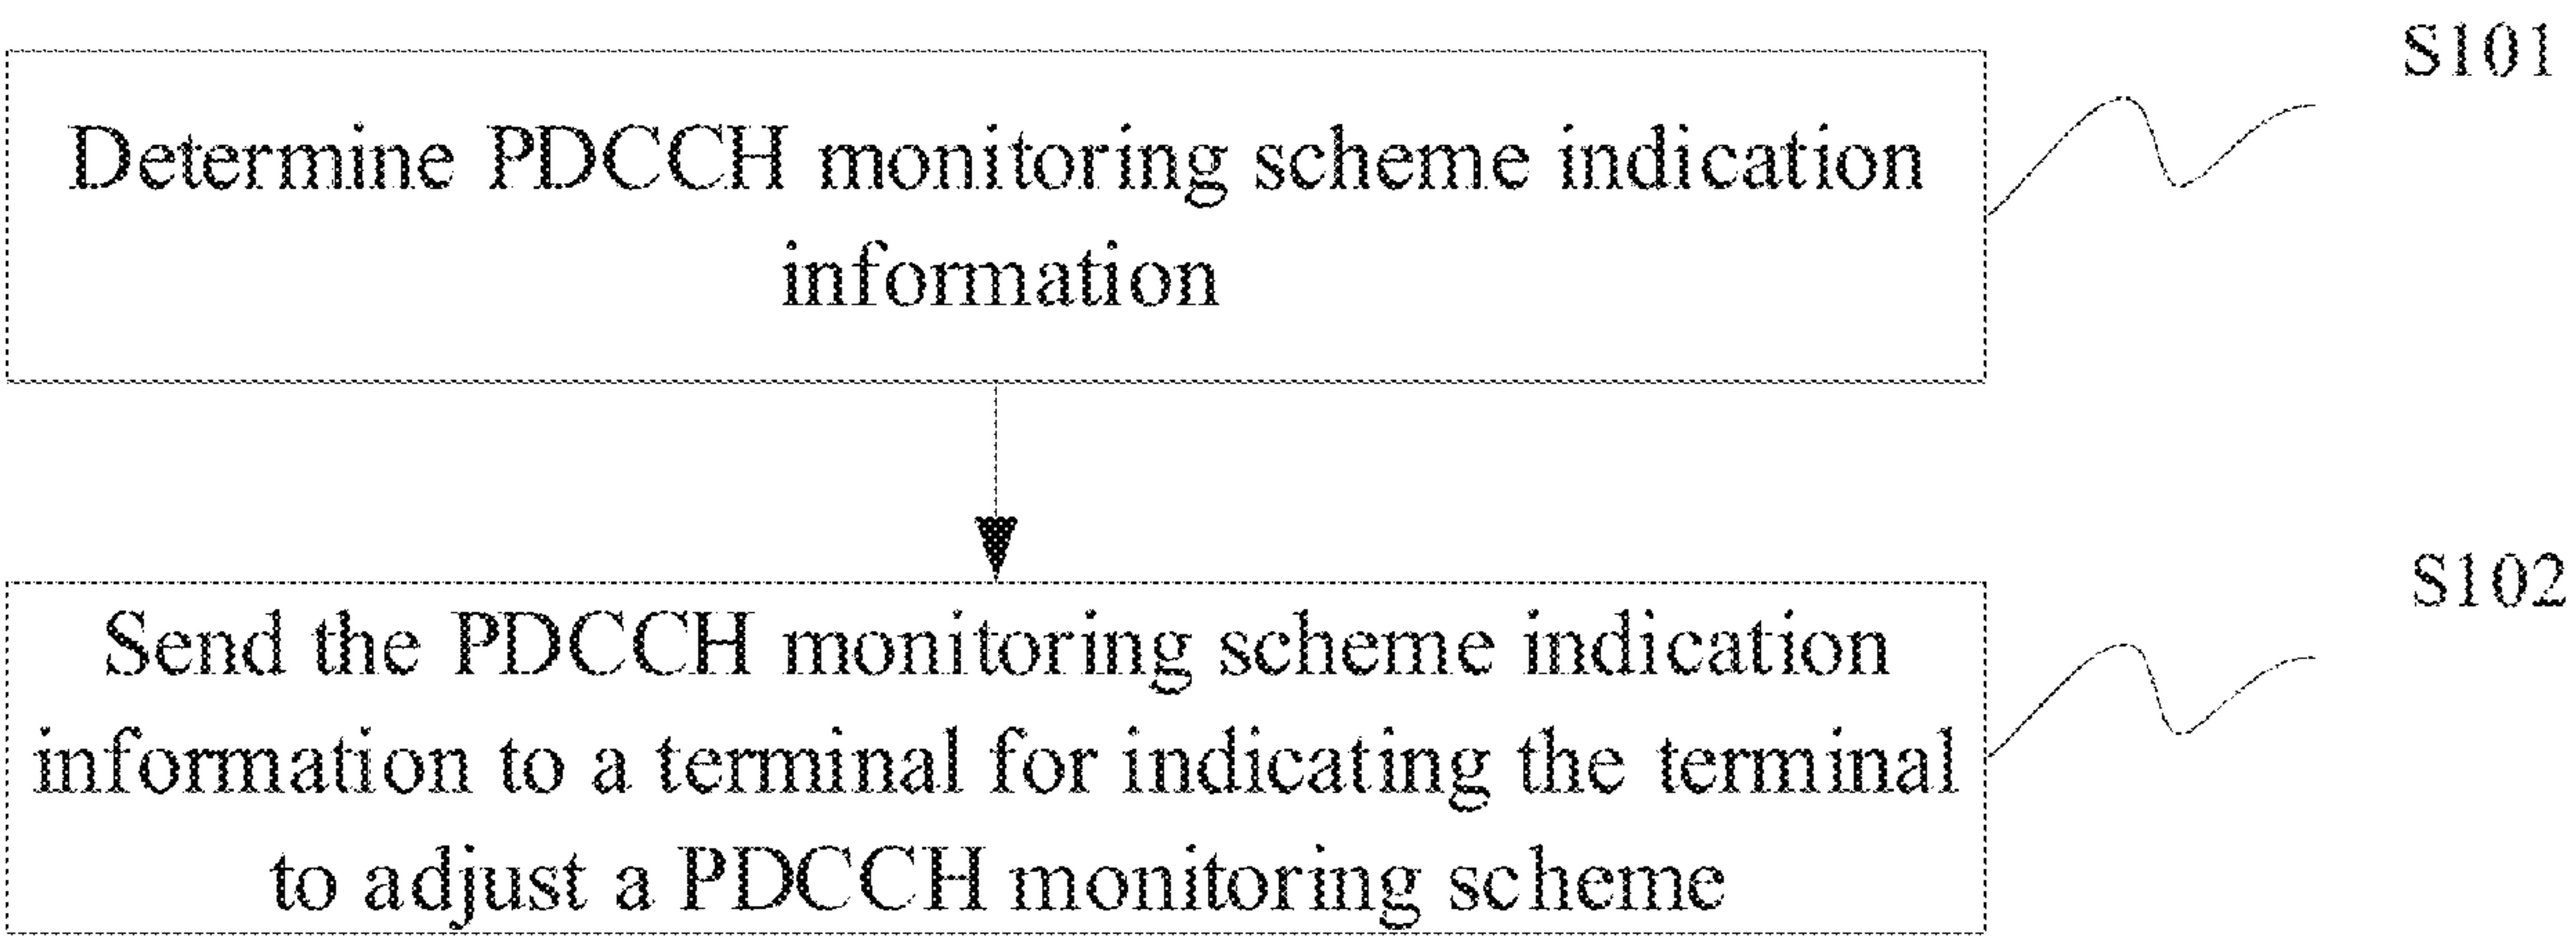 S101
Determine PDCCH monitoring scheme indication
information
S102
Send the PDCCH monitoring scheme indication
information to a terminal for indicating the terminal
to adjust a PDCCH monitoring scheme